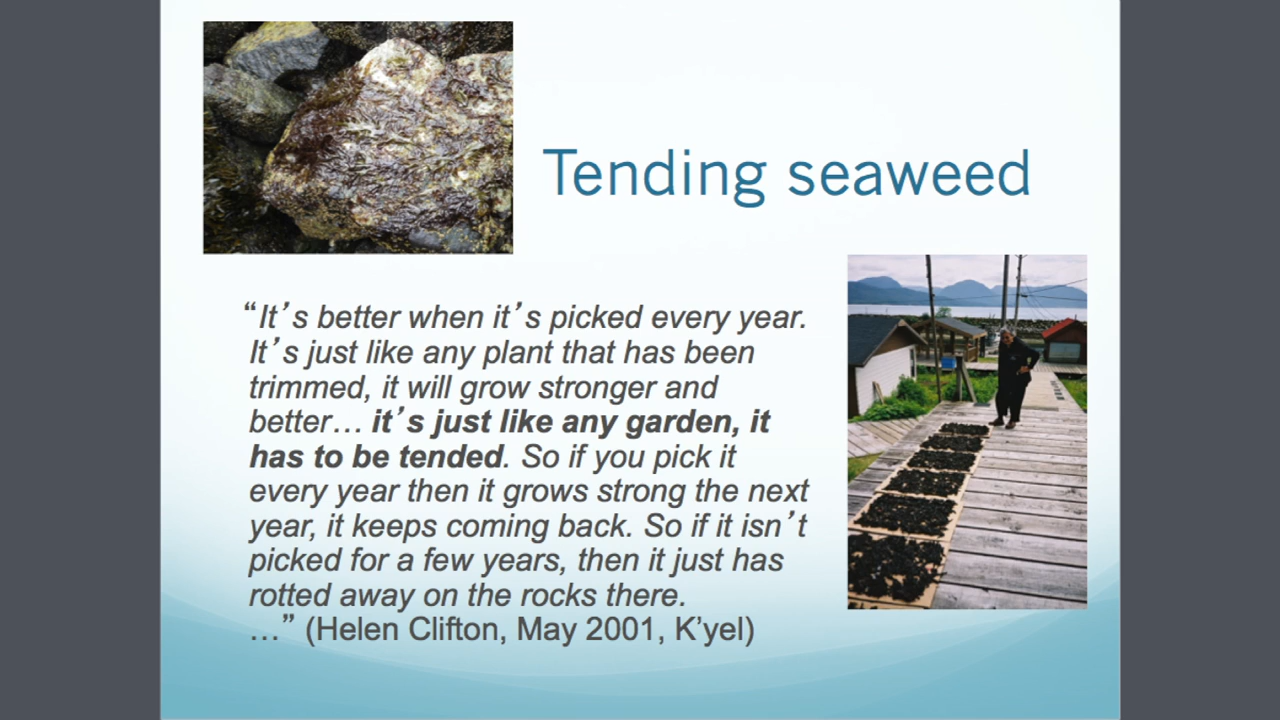 Tending seaweed
“It’s better when it’s picked every year.
It’s just like any plant that has been
trimmed, it will grow stronger and
better… it’s just like any garden, it
has to be tended. So if you pick it
every year then it grows strong the next
year, it keeps coming back. So if it isn’t
picked for a few years, then it just has
rotted away on the rocks there.
…” (Helen Clifton, May 2001, K’yel)